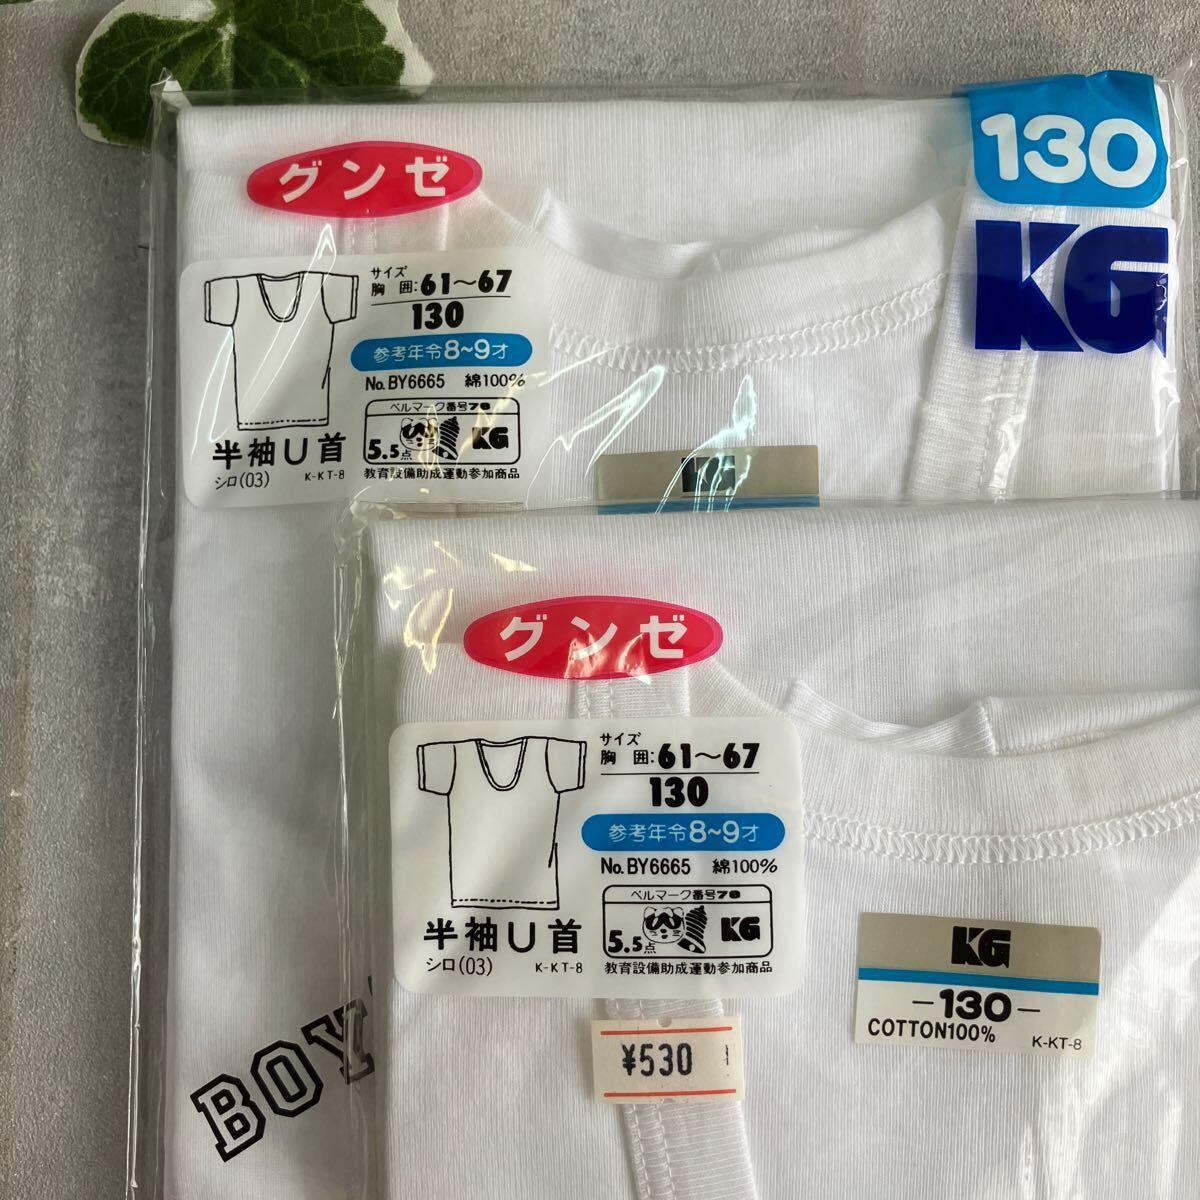 グンゼ
130
KG
サイズ
胸 囲:61〜67
130
参考年令8~9才
No.BY6665 綿100%
ベルマーク番号78
5.5点 KG
教育設備助成運動参加商品
半袖U首
シロ(03) K-KT-8
KG
BOY'
グンゼ
サイズ
胸 囲:61〜67
130
参考年令8~9才
No.BY6665 綿100%
ベルマーク番号78
5.5点 KG
教育設備助成運動参加商品
半袖U首
シロ(03) K-KT-8
¥530
KG
-130-
COTTON100% K-KT-8